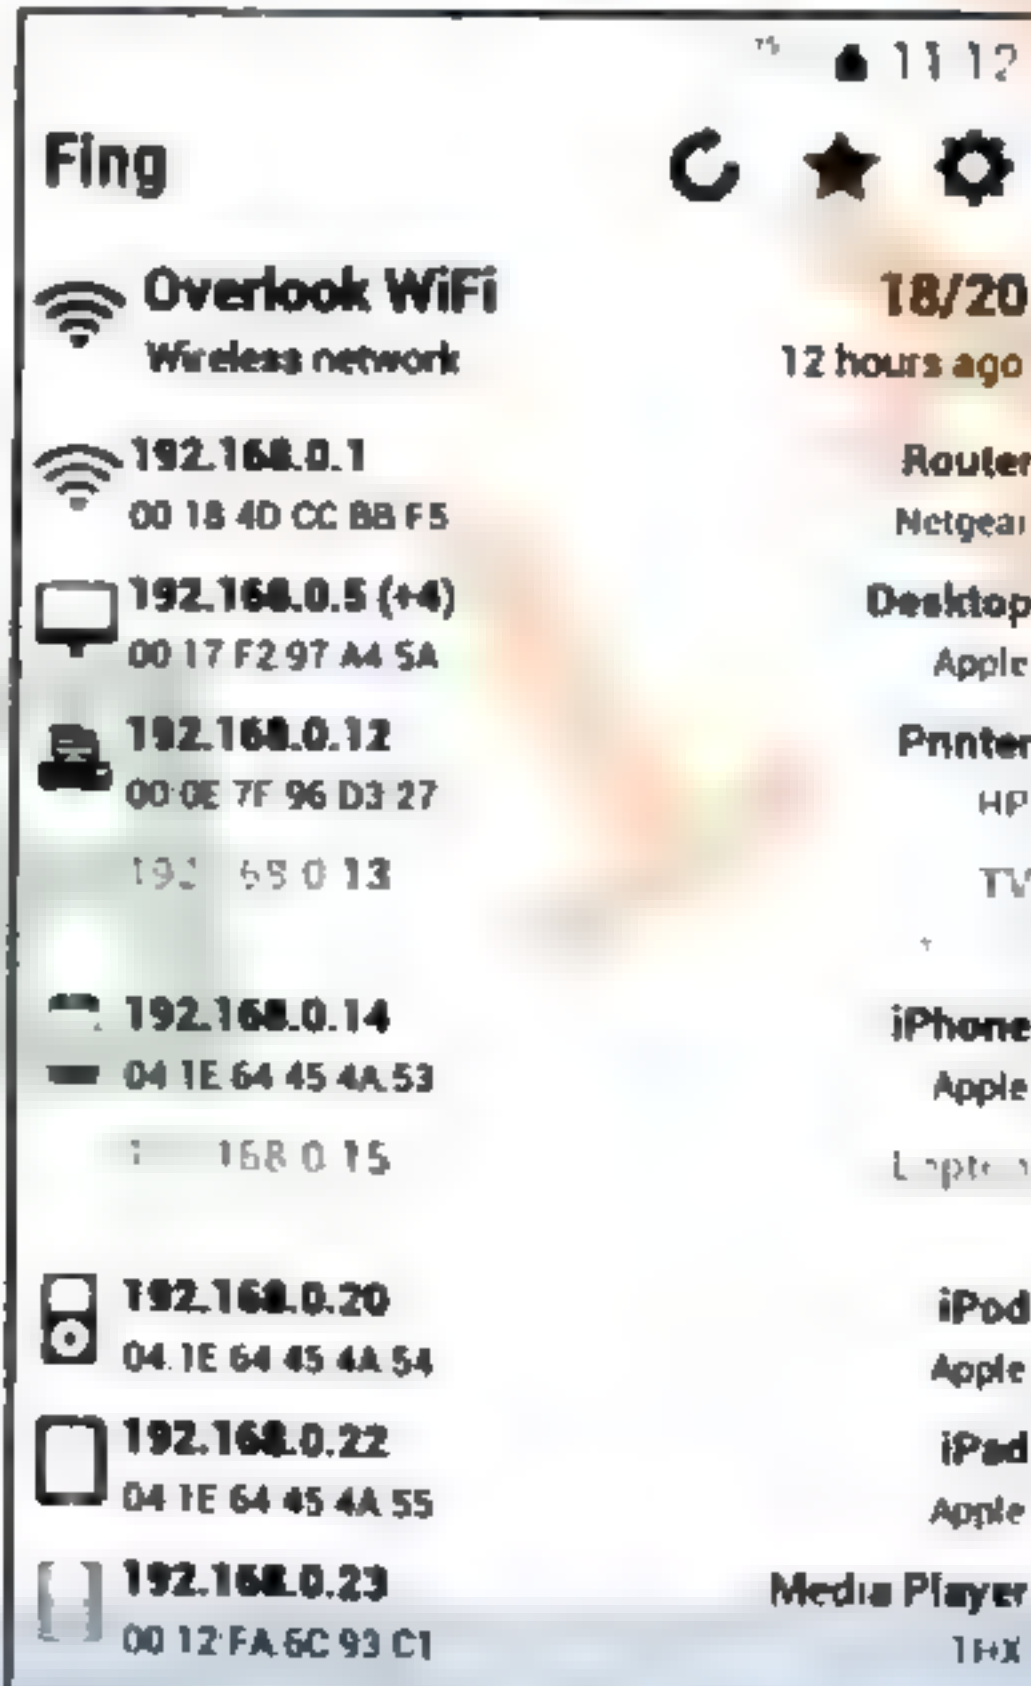 11 12
Fing
Overlook WiFi 18/20
Wireless network 12 hours ago
192.168.0.1 Router
00 18 4D CC BB F5 Netgear
192.168.0.5 (+4) Desktop
00 17 F2 97 A4 5A Apple
192.168.0.12 Printer
00 0E 7F 96 D3 27 HP
0 13 TV
192.168.0.14 iPhone
04 1E 64 45 4A 53 Apple
168 0 15
192.168.0.20 iPod
04 1E 64 45 4A 54 Apple
192.168.0.22 iPad
04 1E 64 45 4A 55 Apple
192.168.0.23 Media Player
00 12 FA 6C 93 C1